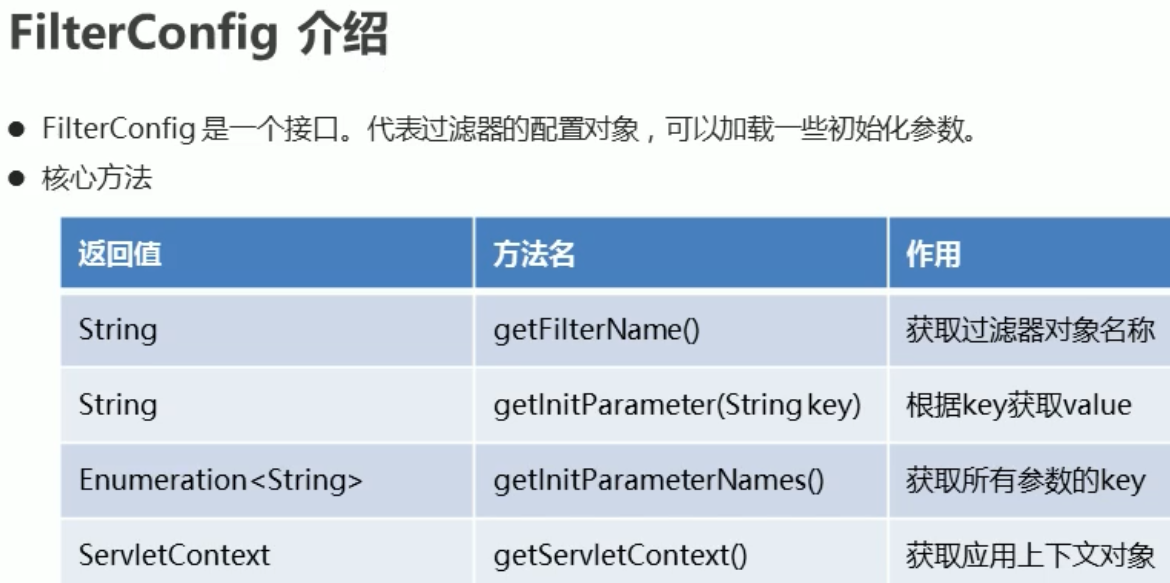 FilterConfig 介绍
● FilterConfig 是一个接口。代表过滤器的配置对象，可以加载一些初始化参数。
● 核心方法
返回值 方法名 作用
String getFilterName() 获取过滤器对象名称
String getInitParameter(String key) 根据key获取value
Enumeration<String> getInitParameterNames() 获取所有参数的key
ServletContext getServletContext() 获取应用上下文对象